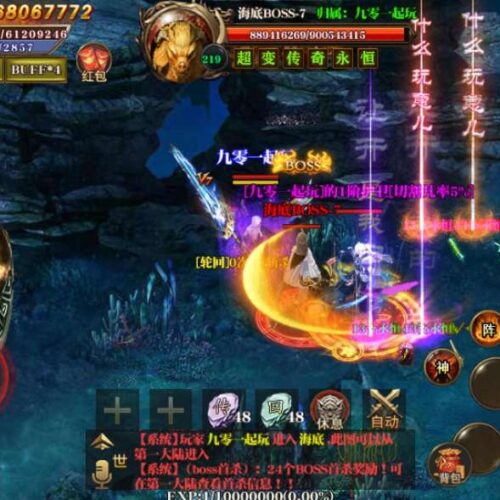 68067772
海底BOSS-7 归属：九零一起玩
/61209246
889416269/900543415
/2857
219
超变传奇永恒
BUFF*4
红包
什么玩意儿
什么玩意儿
九零一起玩
BOSS
海底BOSS-7
阵
神
传
48
回
48
休息
自动
世
【系统】玩家 九零一起玩 进入 海底 ,此图可以从
第一大陆进入
【系统】（boss首杀）：24个BOSS首杀奖励！可
在第一大陆查看首杀信息！！
背包
EXP:4/10000000(0.00%)